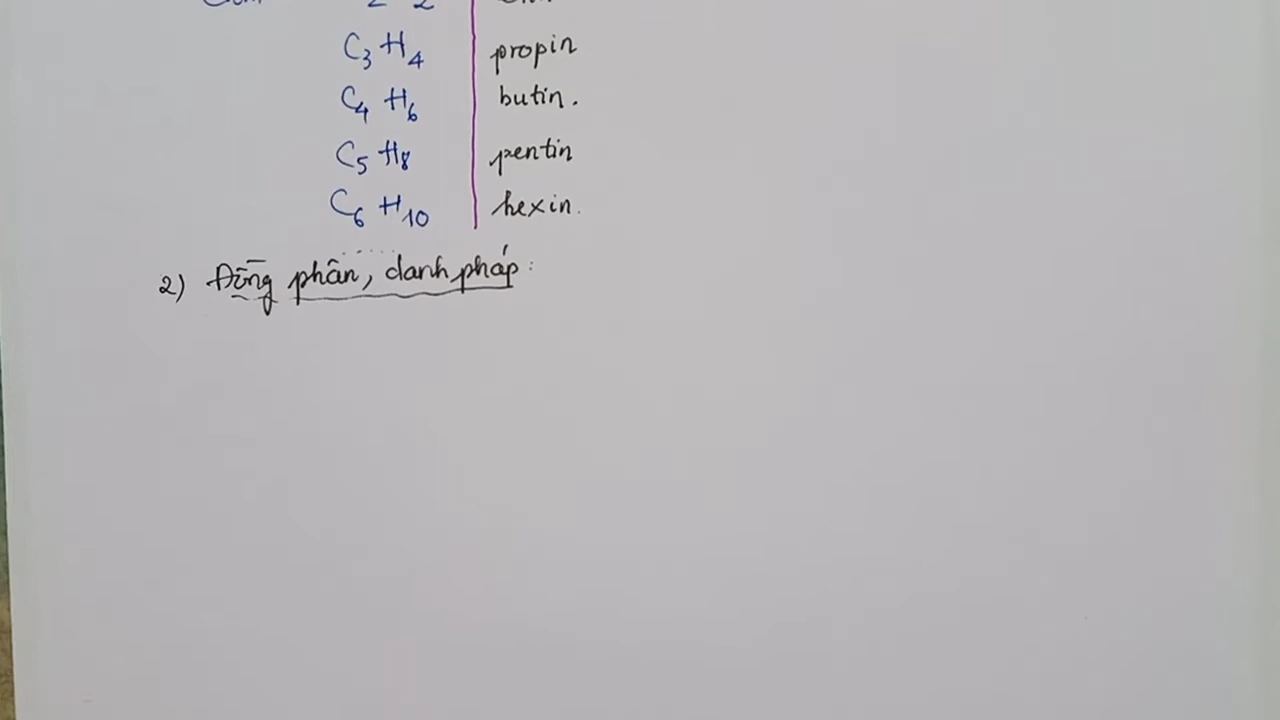 C3H4 propin
C4H6 butin.
C5H8 pentin
C6H10 hexin.
2) Đồng phân, danh pháp: